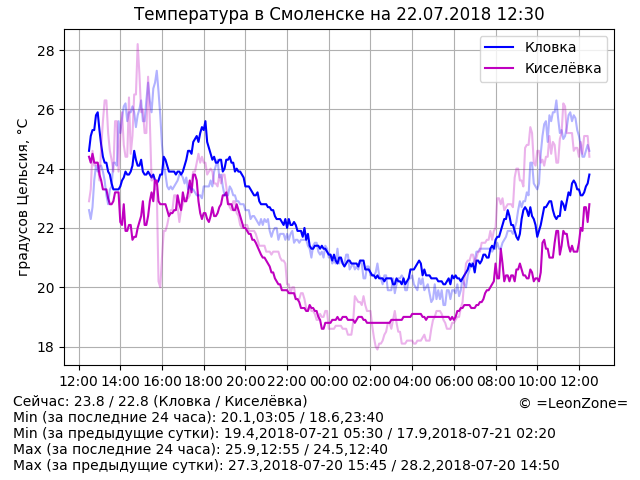 Температура в Смоленске на 22.07.2018 12:30
Кловка
Киселёвка
градусов Цельсия, °C
28
26
24
22
20
18
12:00 14:00 16:00 18:00 20:00 22:00 00:00 02:00 04:00 06:00 08:00 10:00 12:00
Сейчас: 23.8 / 22.8 (Кловка / Киселёвка)
© =LeonZone=
Min (за последние 24 часа): 20.1,03:05 / 18.6,23:40
Min (за предыдущие сутки): 19.4,2018-07-21 05:30 / 17.9,2018-07-21 02:20
Max (за последние 24 часа): 25.9,12:55 / 24.5,12:40
Max (за предыдущие сутки): 27.3,2018-07-20 15:45 / 28.2,2018-07-20 14:50